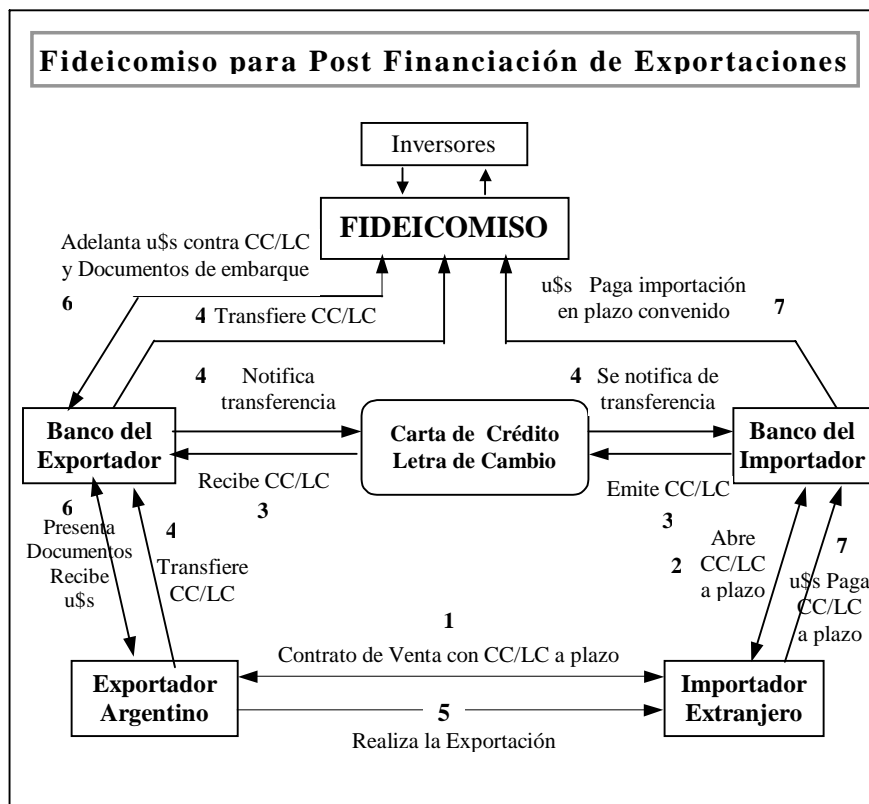 Fideicomiso para Post Financiación de Exportaciones
Inversores
FIDEICOMISO
Adelanta u$s contra CC/LC
y Documentos de embarque
6
4 Transfiere CC/LC
u$s Paga importación
en plazo convenido
7
4 Notifica
transferencia
4 Se notifica de
transferencia
Banco del
Exportador
Carta de Crédito
Letra de Cambio
Banco del
Importador
Recibe CC/LC
3
Emite CC/LC
3
6
Presenta
Documentos
Recibe
u$s
4
Transfiere
CC/LC
2
Abre
CC/LC
a plazo
7
u$s Paga
CC/LC
a plazo
1
Contrato de Venta con CC/LC a plazo
Exportador
Argentino
Importador
Extranjero
5
Realiza la Exportación